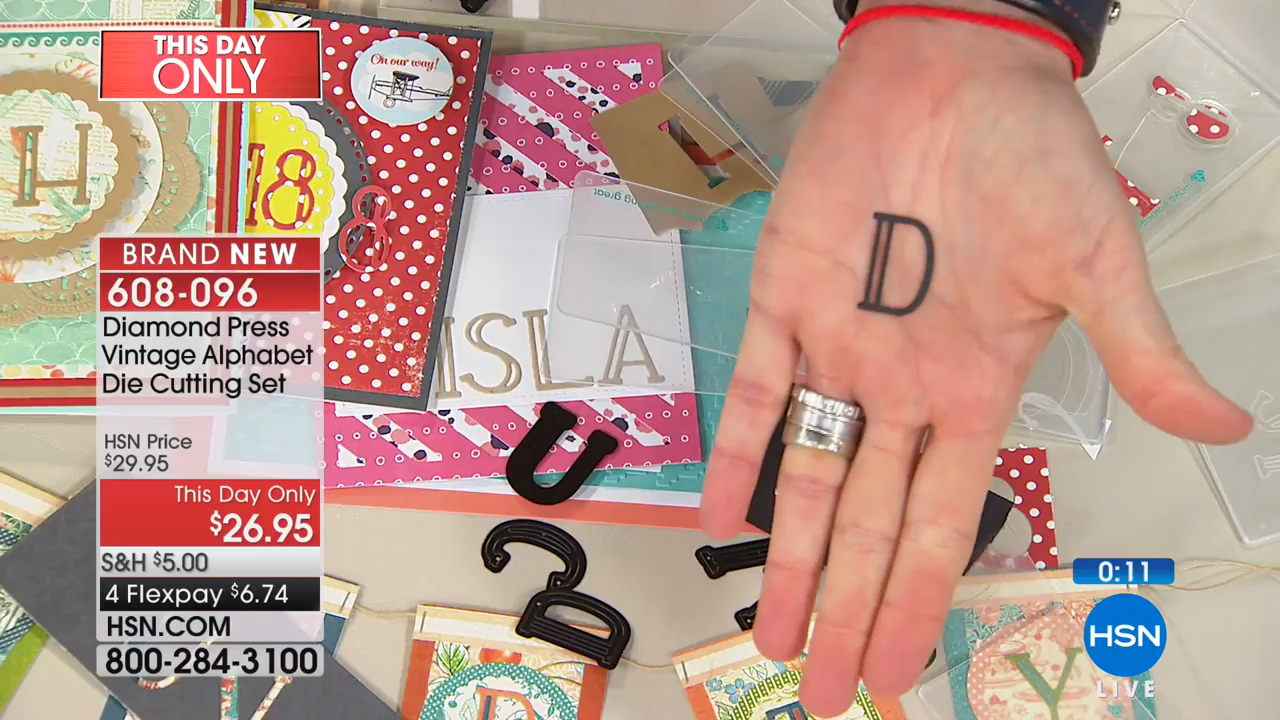 THIS DAY
ONLY
BRAND NEW
608-096
Diamond Press
Vintage Alphabet
Die Cutting Set
HSN Price
$29.95
This Day Only
$26.95
S&H $5.00
4 Flexpay $6.74
HSN.COM
800-284-3100
H
18
8
Oh our way!
ISLA
D
U
Y
0:11
HSN
LIVE